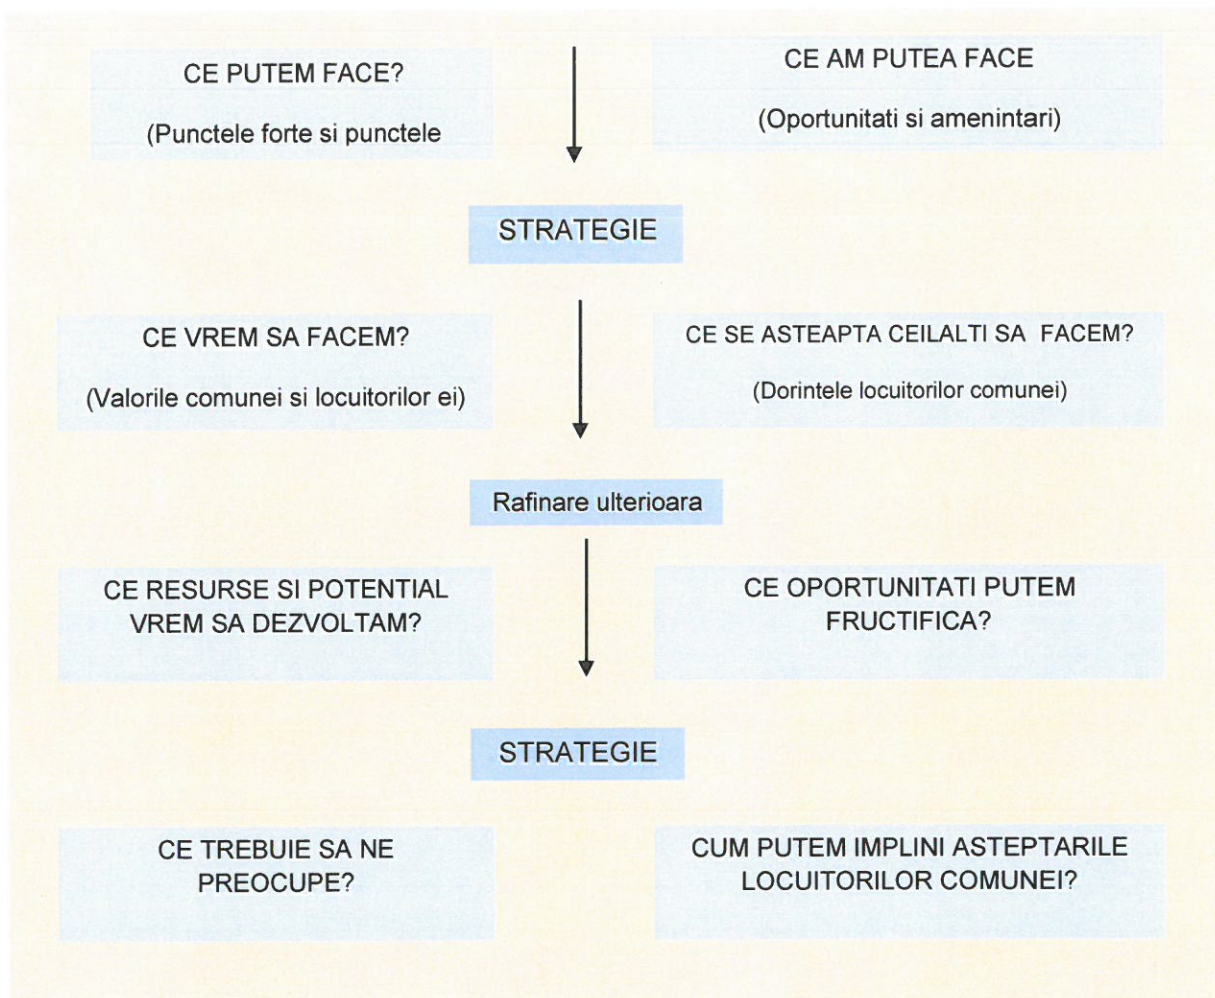 CE PUTEM FACE?
(Punctele forte si punctele
CE AM PUTEA FACE
(Oportunitati si amenintari)
STRATEGIE
CE VREM SA FACEM?
(Valorile comunei si locuitorilor ei)
CE SE ASTEAPTA CEILALTI SA FACEM?
(Dorintele locuitorilor comunei)
Rafinare ulterioara
CE RESURSE SI POTENTIAL
VREM SA DEZVOLTAM?
CE OPORTUNITATI PUTEM
FRUCTIFICA?
STRATEGIE
CE TREBUIE SA NE
PREOCUPE?
CUM PUTEM IMPLINI ASTEPTARILE
LOCUITORILOR COMUNEI?